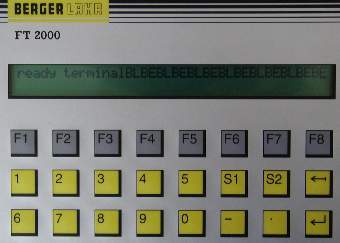 BERGER LAHR
FT 2000
ready terminalBLBEBLBEBLBEBLBEBLBEBLBEBE
F1 F2 F3 F4 F5 F6 F7 F8
1 2 3 4 5 S1 S2 ↤
6 7 8 9 0 - . ↵